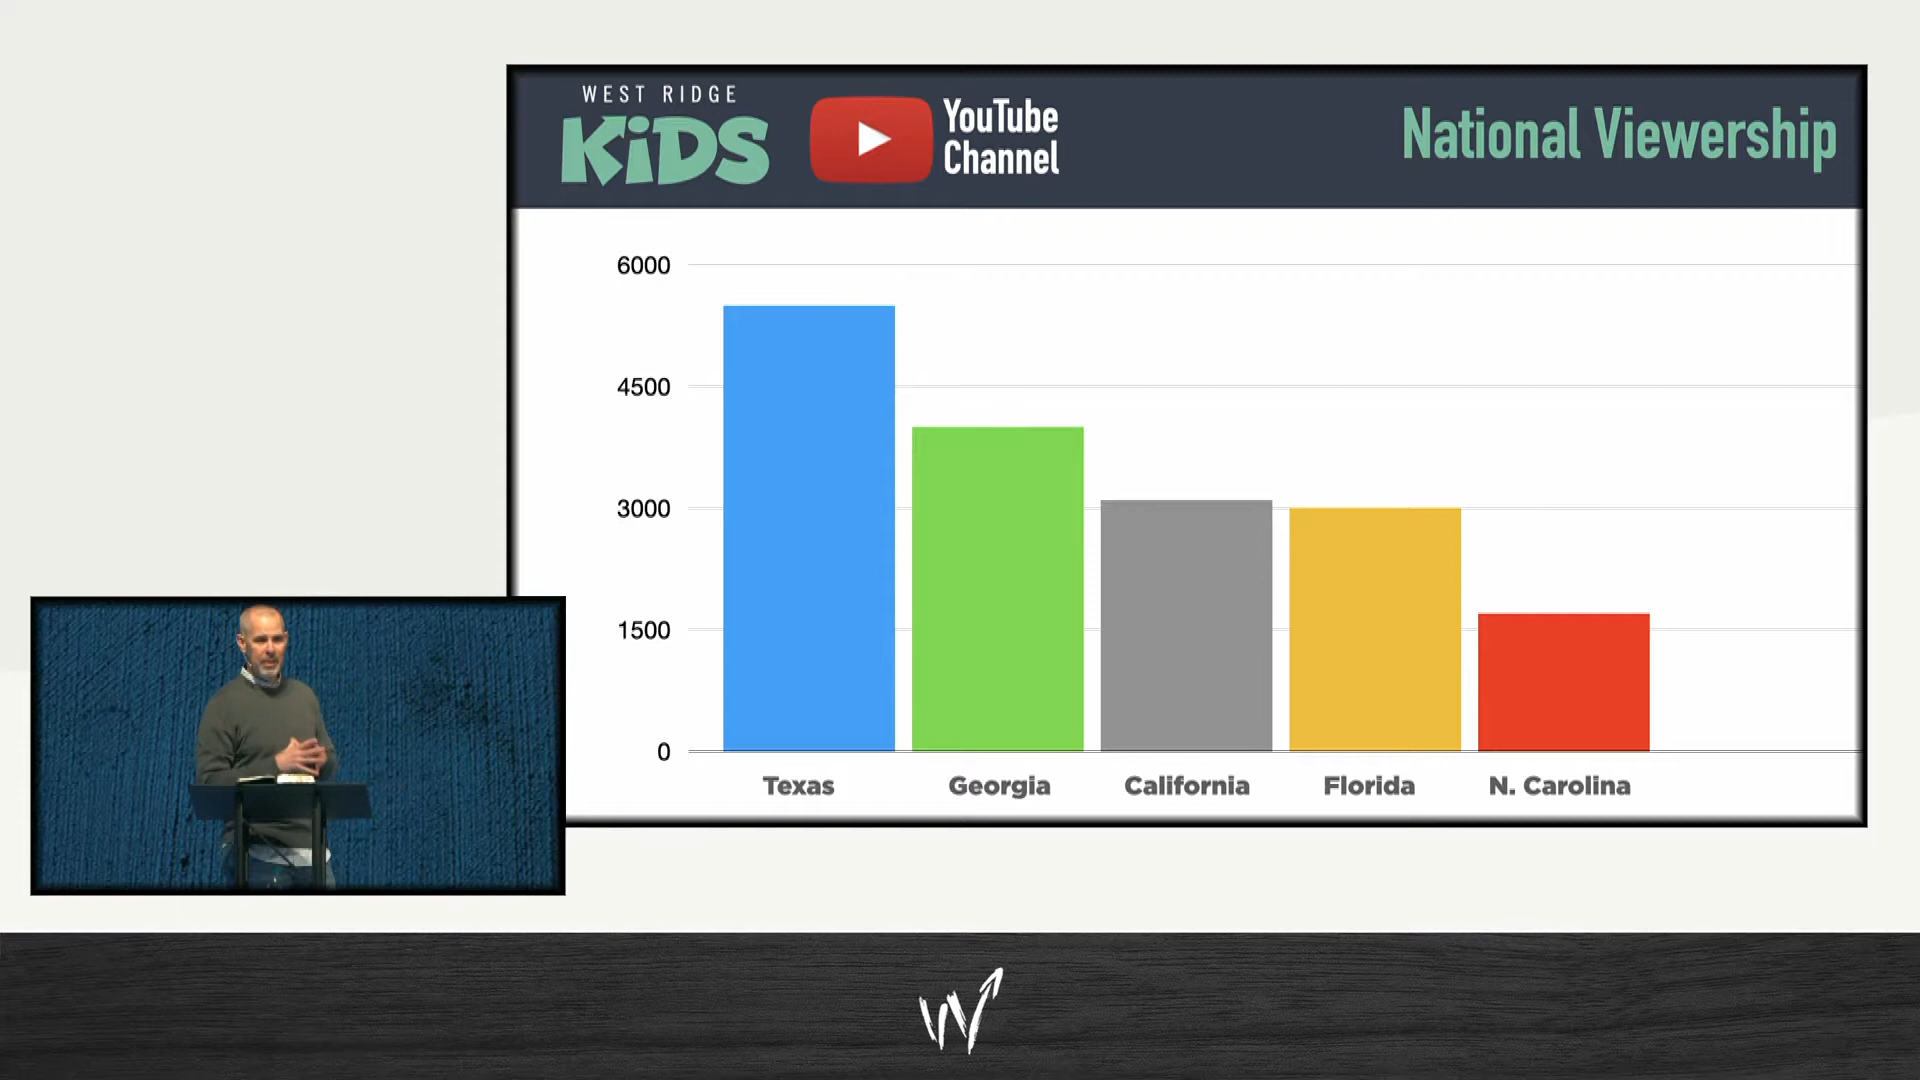 WEST RIDGE
KiDS
YouTube
Channel
National Viewership
6000
4500
3000
1500
0
Texas
Georgia
California
Florida
N. Carolina